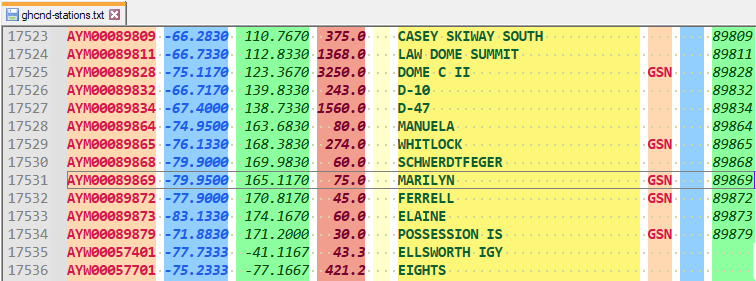 ghcnd-stations.txt
17523 AYM00089809 -66.2830 110.7670 375.0 CASEY SKIWAY SOUTH 89809
17524 AYM00089811 -66.7330 112.8330 1368.0 LAW DOME SUMMIT 89811
17525 AYM00089828 -75.1170 123.3670 3250.0 DOME C II GSN 89828
17526 AYM00089832 -66.7170 139.8330 243.0 D-10 89832
17527 AYM00089834 -67.4000 138.7330 1560.0 D-47 89834
17528 AYM00089864 -74.9500 163.6830 80.0 MANUELA 89864
17529 AYM00089865 -76.1330 168.3830 274.0 WHITLOCK GSN 89865
17530 AYM00089868 -79.9000 169.9830 60.0 SCHWERDTFEGER 89868
17531 AYM00089869 -79.9500 165.1170 75.0 MARILYN GSN 89869
17532 AYM00089872 -77.9000 170.8170 45.0 FERRELL GSN 89872
17533 AYM00089873 -83.1330 174.1670 60.0 ELAINE GSN 89873
17534 AYM00089879 -71.8830 171.2000 30.0 POSSESSION IS GSN 89879
17535 AYW00057401 -77.7333 -41.1167 43.3 ELLSWORTH IGY
17536 AYW00057701 -75.2333 -77.1667 421.2 EIGHTS